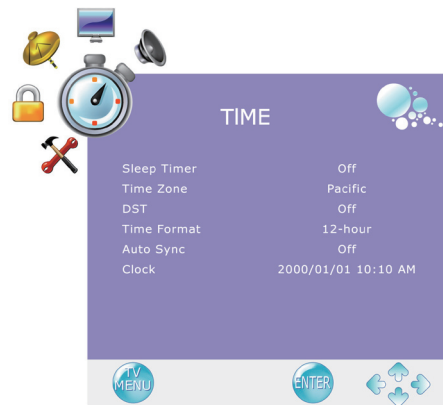 TIME
Sleep Timer Off
Time Zone Pacific
DST Off
Time Format 12-hour
Auto Sync Off
Clock 2000/01/01 10:10 AM
TV
MENU
ENTER